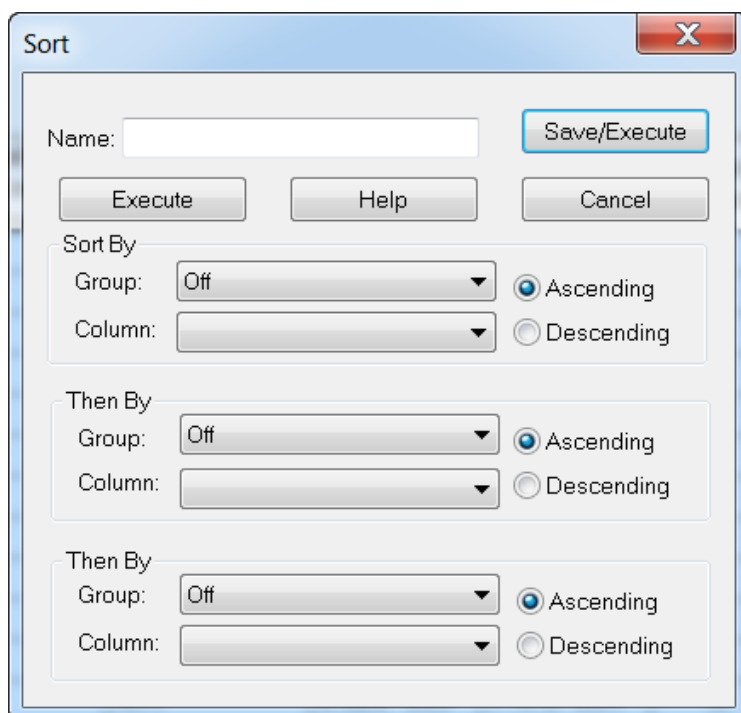 Sort
Name:
Save/Execute
Execute
Help
Cancel
Sort By
Group:
Off
Ascending
Column:
Descending
Then By
Group:
Off
Ascending
Column:
Descending
Then By
Group:
Off
Ascending
Column:
Descending